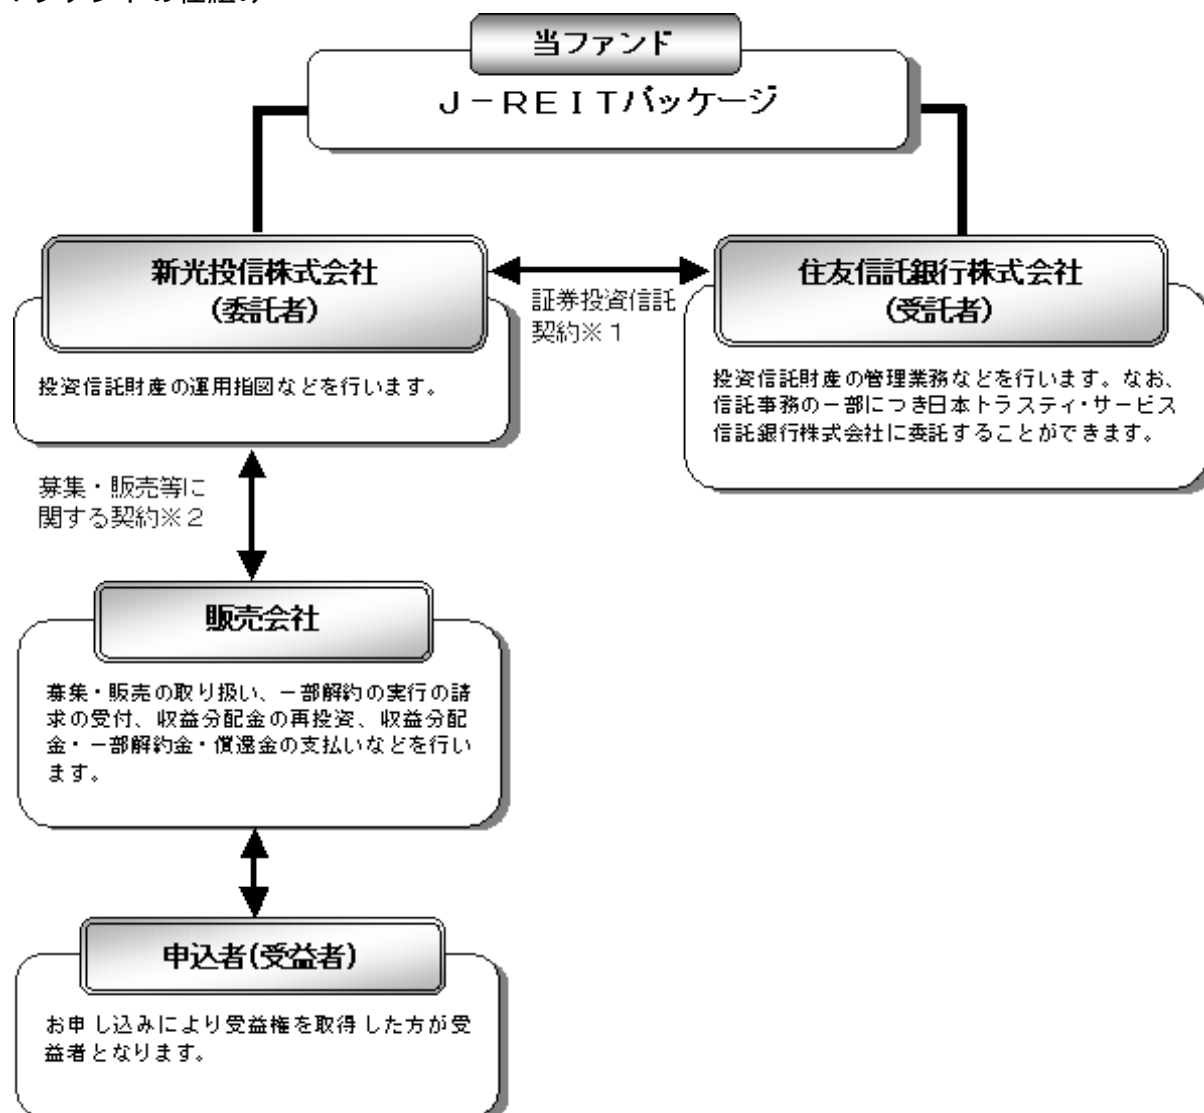 当ファンド
Ｊ－ＲＥＩＴパッケージ
新光投信株式会社
（委託者）
投資信託財産の運用指図などを行います。
証券投資信託
契約※１
住友信託銀行株式会社
（受託者）
投資信託財産の管理業務などを行います。なお、
信託事務の一部につき日本トラスティ・サービス
信託銀行株式会社に委託することができます。
募集・販売等に
関する契約※２
販売会社
募集・販売の取り扱い、一部解約の実行の請
求の受付、収益分配金の再投資、収益分配
金・一部解約金・償還金の支払いなどを行い
ます。
申込者（受益者）
お申し込みにより受益権を取得した方が受
益者となります。